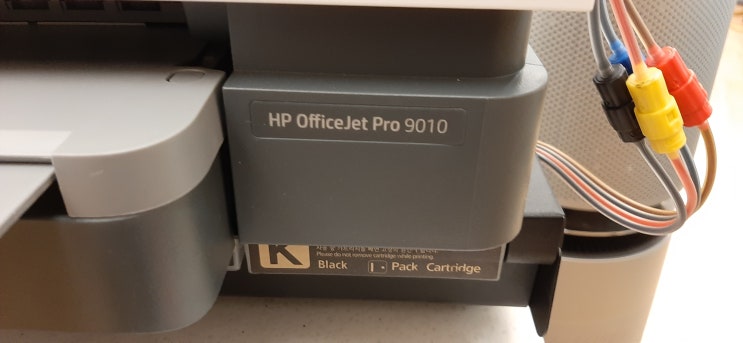 HP OfficeJet Pro 9010
K
Please do not remove cartridge while printing.
Black Pack Cartridge